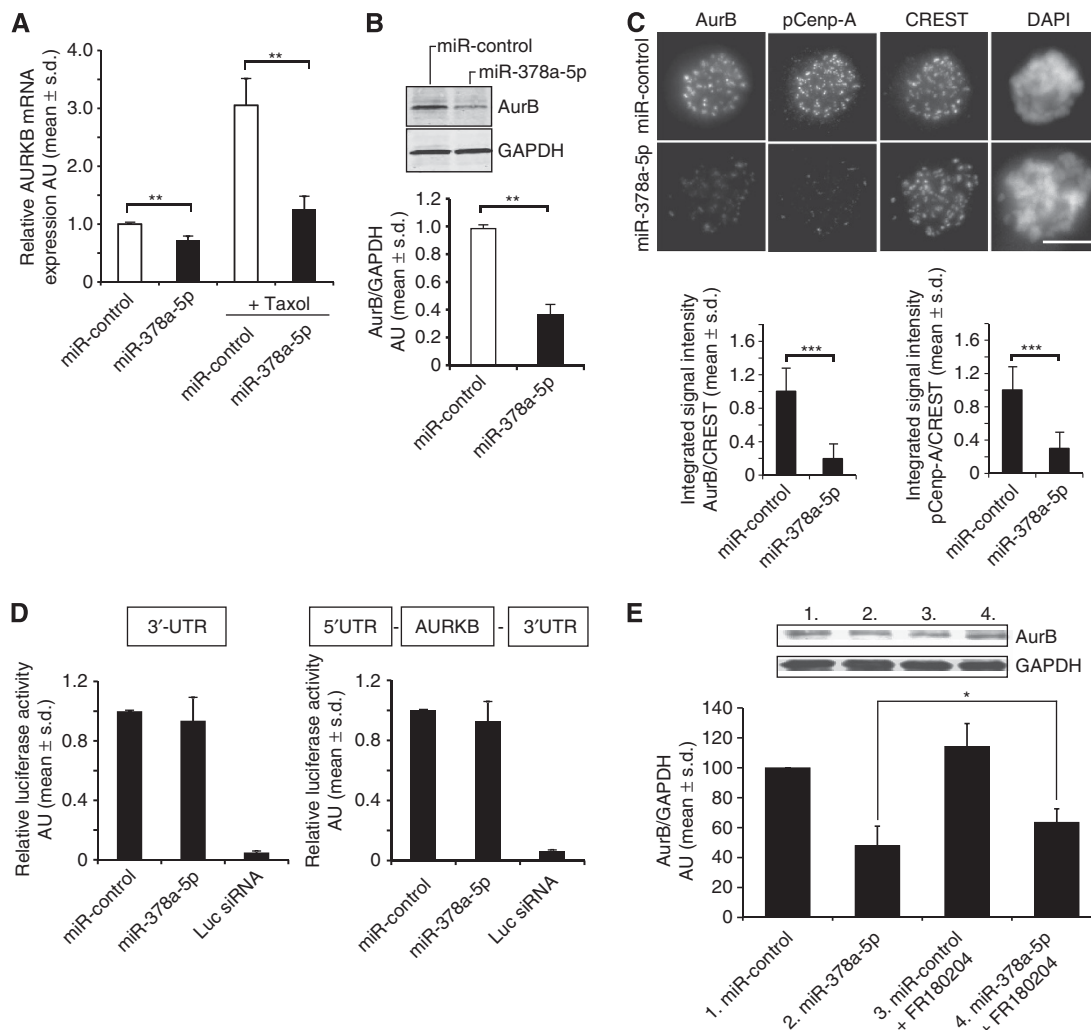 A
Relative AURKB mRNA
expression AU (mean ± s.d.)
4.0
3.0
2.0
1.0
0
**
**
+ Taxol
miR-control
miR-378a-5p
miR-control
miR-378a-5p
B
miR-control
miR-378a-5p
AurB
GAPDH
AurB/GAPDH
AU (mean ± s.d.)
1.2
1.0
0.8
0.6
0.4
0.2
0
**
miR-control
miR-378a-5p
C
AurB
pCenp-A
CREST
DAPI
miR-control
miR-378a-5p
Integrated signal intensity
AurB/CREST (mean ± s.d.)
1.6
1.2
0.8
0.4
0
***
miR-control
miR-378a-5p
Integrated signal intensity
pCenp-A/CREST (mean ± s.d.)
1.6
1.2
0.8
0.4
0
***
miR-control
miR-378a-5p
D
3′-UTR
Relative luciferase activity
AU (mean ± s.d.)
1.2
0.8
0.4
0
miR-control
miR-378a-5p
Luc siRNA
5′UTR - AURKB - 3′UTR
Relative luciferase activity
AU (mean ± s.d.)
1.2
0.8
0.4
0
miR-control
miR-378a-5p
Luc siRNA
E
1. 2. 3. 4.
AurB
GAPDH
AurB/GAPDH
AU (mean ± s.d.)
140
120
100
80
60
40
20
0
*
1. miR-control
2. miR-378a-5p
3. miR-control
+ FR180204
4. miR-378a-5p
+ FR180204